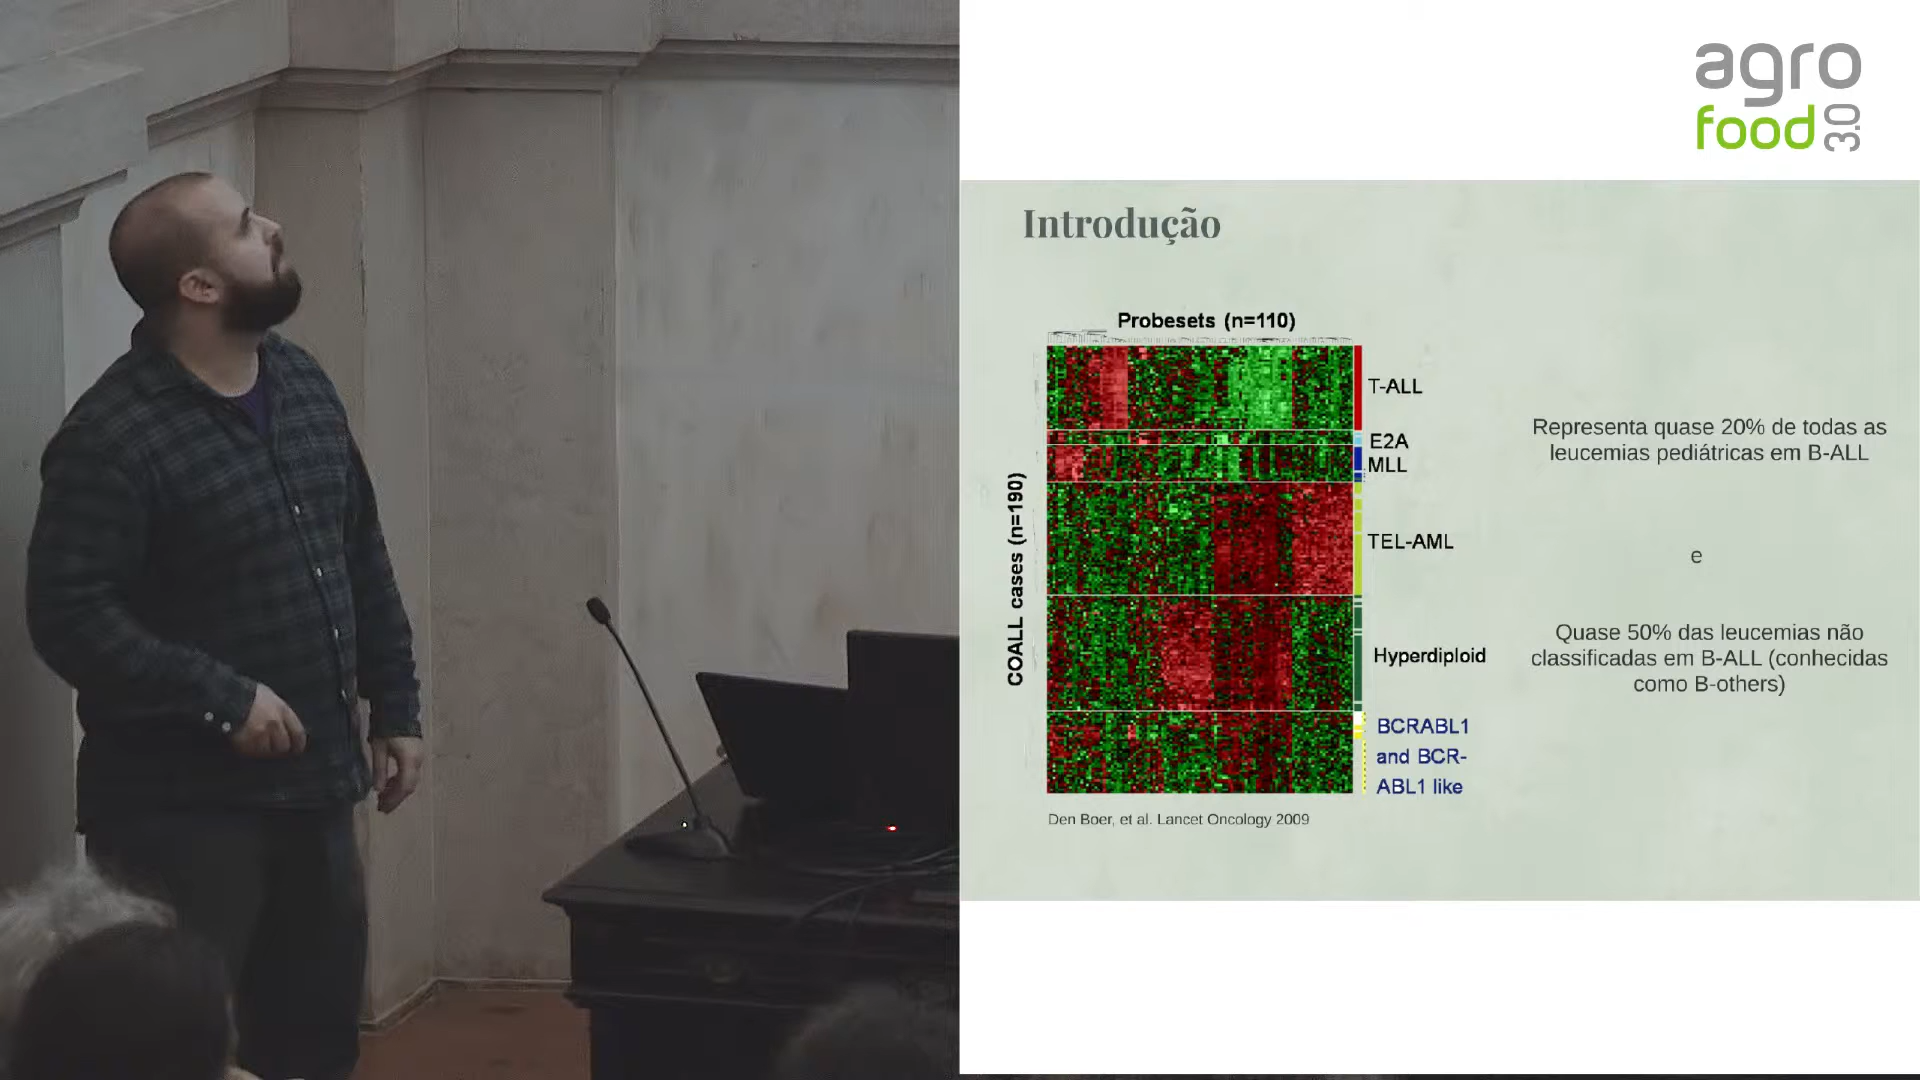 agro
food 3.0
Introdução
Probesets (n=110)
COALL cases (n=190)
T-ALL
E2A
MLL
TEL-AML
Hyperdiploid
BCRABL1
and BCR-
ABL1 like
Den Boer, et al. Lancet Oncology 2009
Representa quase 20% de todas as
leucemias pediátricas em B-ALL
e
Quase 50% das leucemias não
classificadas em B-ALL (conhecidas
como B-others)